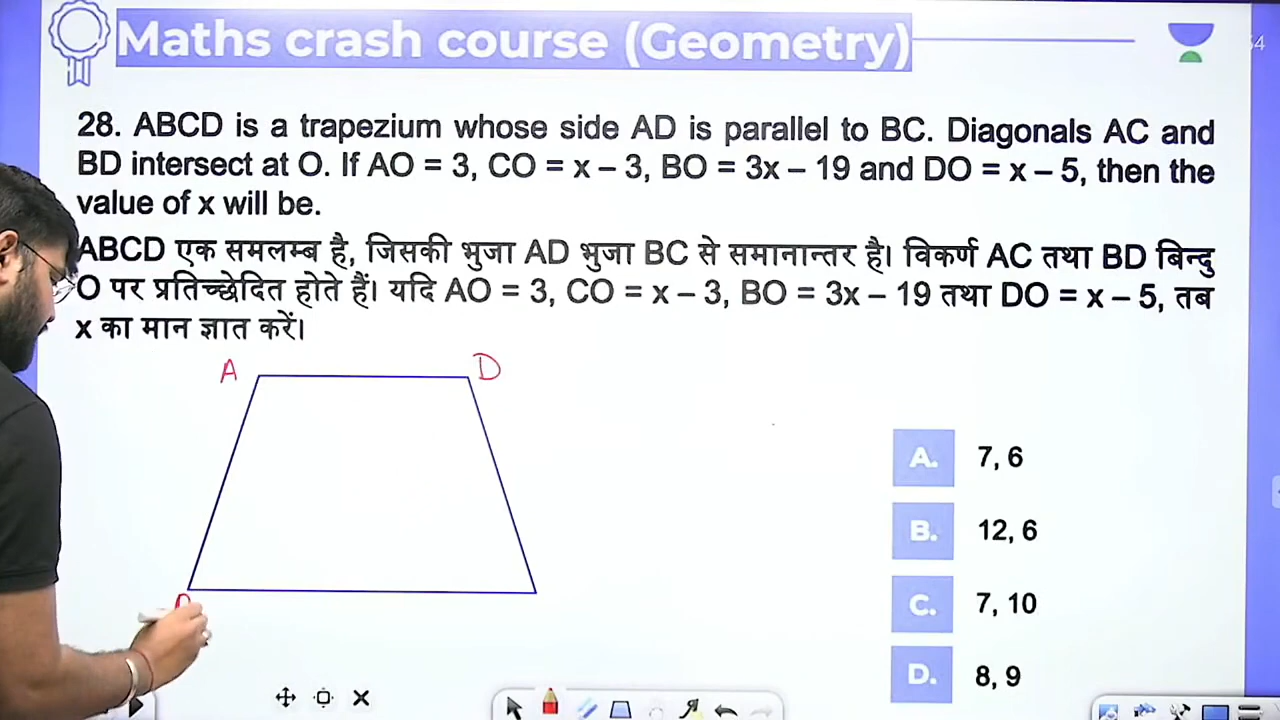 Maths crash course (Geometry)
54
28. ABCD is a trapezium whose side AD is parallel to BC. Diagonals AC and
BD intersect at O. If AO = 3, CO = x – 3, BO = 3x – 19 and DO = x – 5, then the
value of x will be.
ABCD एक समलम्ब है, जिसकी भुजा AD भुजा BC से समानान्तर है। विकर्ण AC तथा BD बिन्दु
O पर प्रतिच्छेदित होते हैं। यदि AO = 3, CO = x – 3, BO = 3x – 19 तथा DO = x – 5, तब
x का मान ज्ञात करें।
A D
A. 7, 6
B. 12, 6
C. 7, 10
D. 8, 9